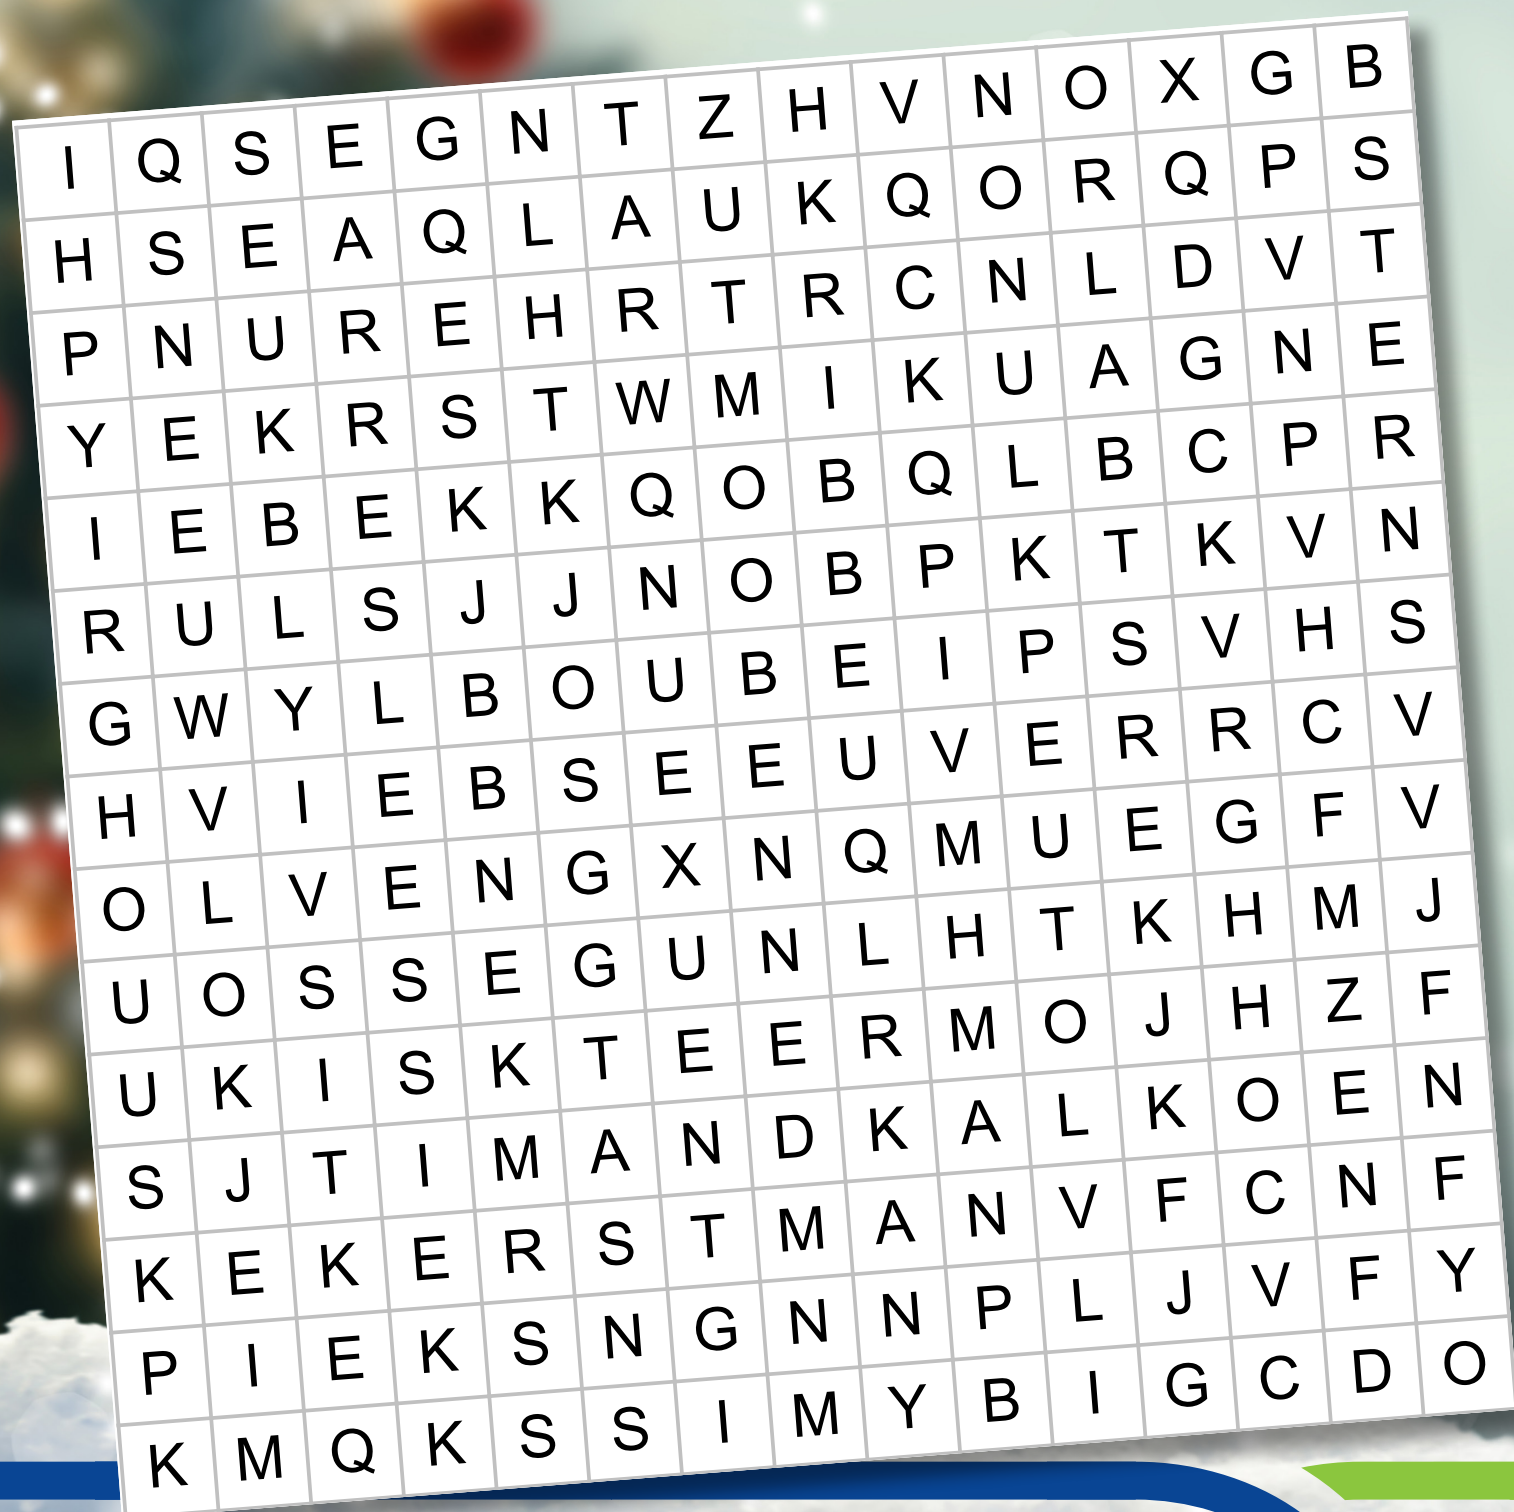 I Q S E G N T Z H V N O X G B
H S E A Q L A U K Q O R Q P S
P N U R E H R T R C N L D V T
Y E K R S T W M I K U A G N E
I E B E K K Q O B Q L B C P R
R U L S J J N O B P K T K V N
G W Y L B O U B E I P S V H S
H V I E B S E E U V E R R C V
O L V E N G X N Q M U E G F V
U O S S E G U N L H T K H M J
U K I S K T E E R M O J H Z F
S J T I M A N D K A L K O E N
K E K E R S T M A N V F C N F
P I E K S N G N N P L J V F Y
K M Q K S S I M Y B I G C D O